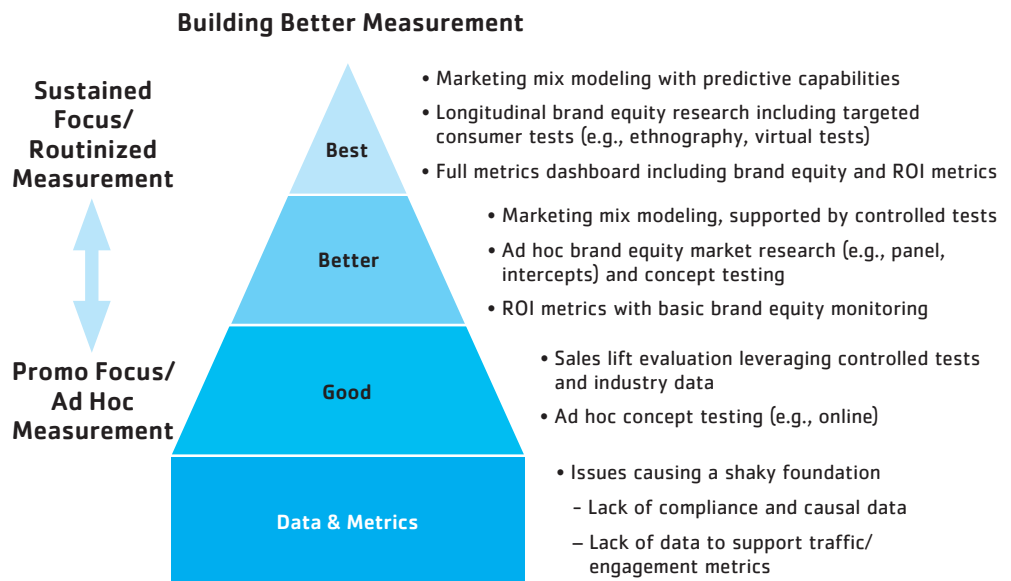 Building Better Measurement
Sustained
Focus/
Routinized
Measurement
Promo Focus/
Ad Hoc
Measurement
Best
• Marketing mix modeling with predictive capabilities
• Longitudinal brand equity research including targeted
consumer tests (e.g., ethnography, virtual tests)
• Full metrics dashboard including brand equity and ROI metrics
Better
• Marketing mix modeling, supported by controlled tests
• Ad hoc brand equity market research (e.g., panel,
intercepts) and concept testing
• ROI metrics with basic brand equity monitoring
Good
• Sales lift evaluation leveraging controlled tests
and industry data
• Ad hoc concept testing (e.g., online)
Data & Metrics
• Issues causing a shaky foundation
- Lack of compliance and causal data
– Lack of data to support traffic/
engagement metrics